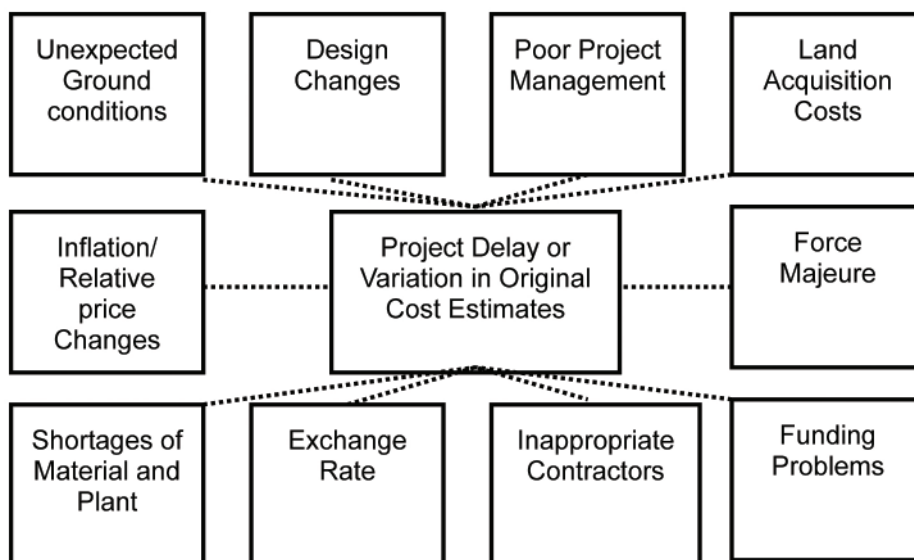 Unexpected
Ground
conditions
Design
Changes
Poor Project
Management
Land
Acquisition
Costs
Inflation/
Relative
price
Changes
Project Delay or
Variation in Original
Cost Estimates
Force
Majeure
Shortages of
Material and
Plant
Exchange
Rate
Inappropriate
Contractors
Funding
Problems